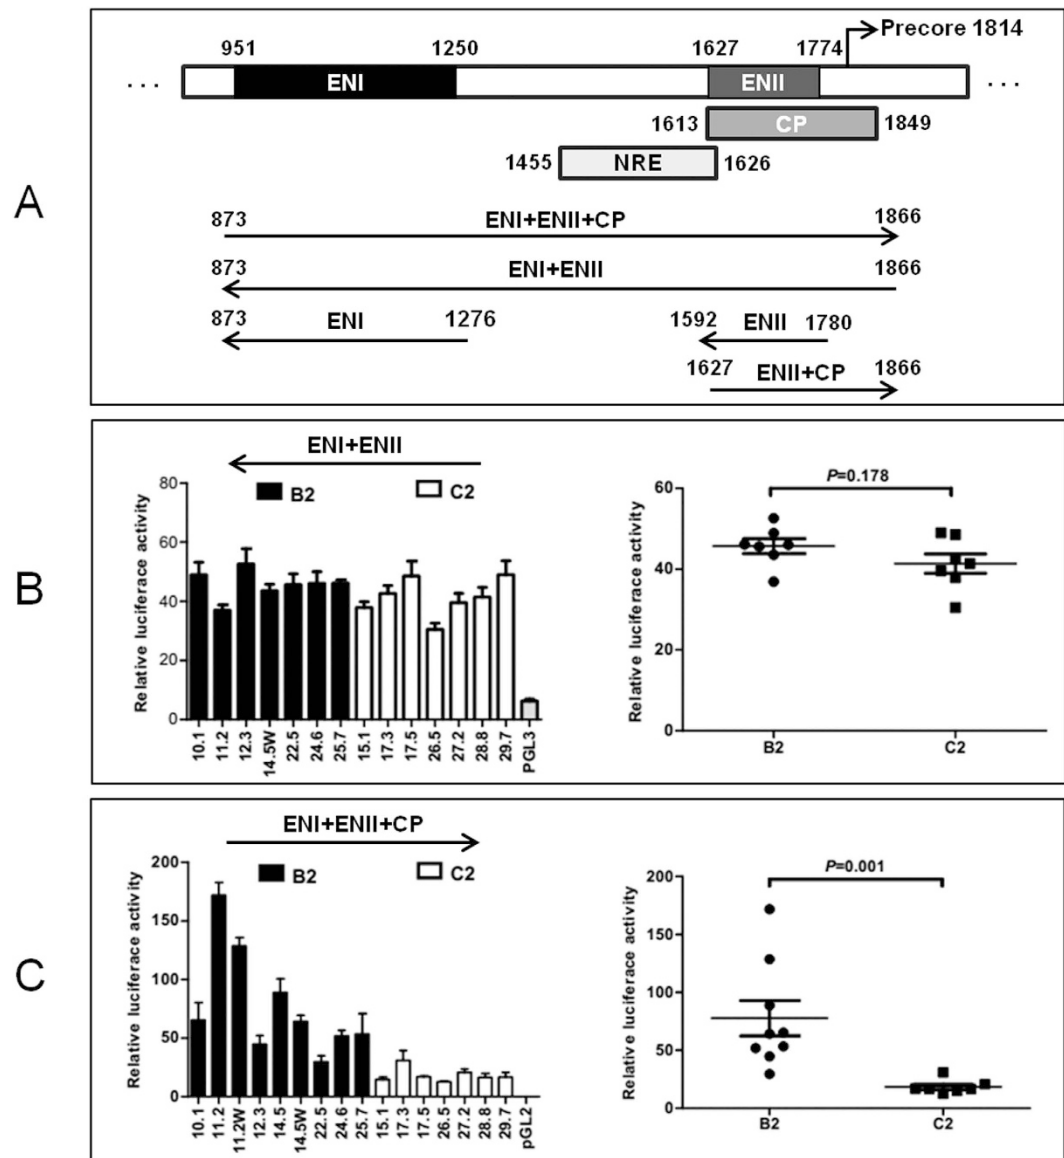 A
951 1250 1627 1774 Precore 1814
... ENI ENII ...
1613 CP 1849
1455 NRE 1626
873 ENI+ENII+CP 1866
873 ENI+ENII 1866
873 ENI 1276 1592 ENII 1780
1627 ENII+CP 1866
B
ENI+ENII
B2 C2
Relative luciferace activity
80
60
40
20
0
10.1 11.2 12.3 14.5W 22.5 24.6 25.7 15.1 17.3 17.5 26.5 27.2 28.8 29.7 PGL3
P=0.178
Relative luciferace activity
60
40
20
0
B2 C2
C
ENI+ENII+CP
B2 C2
Relative luciferace activity
200
150
100
50
0
10.1 11.2 11.2W 12.3 14.5 14.5W 22.5 24.6 25.7 15.1 17.3 17.5 26.5 27.2 28.8 29.7 pGL2
P=0.001
Relative luciferace activity
200
150
100
50
0
B2 C2